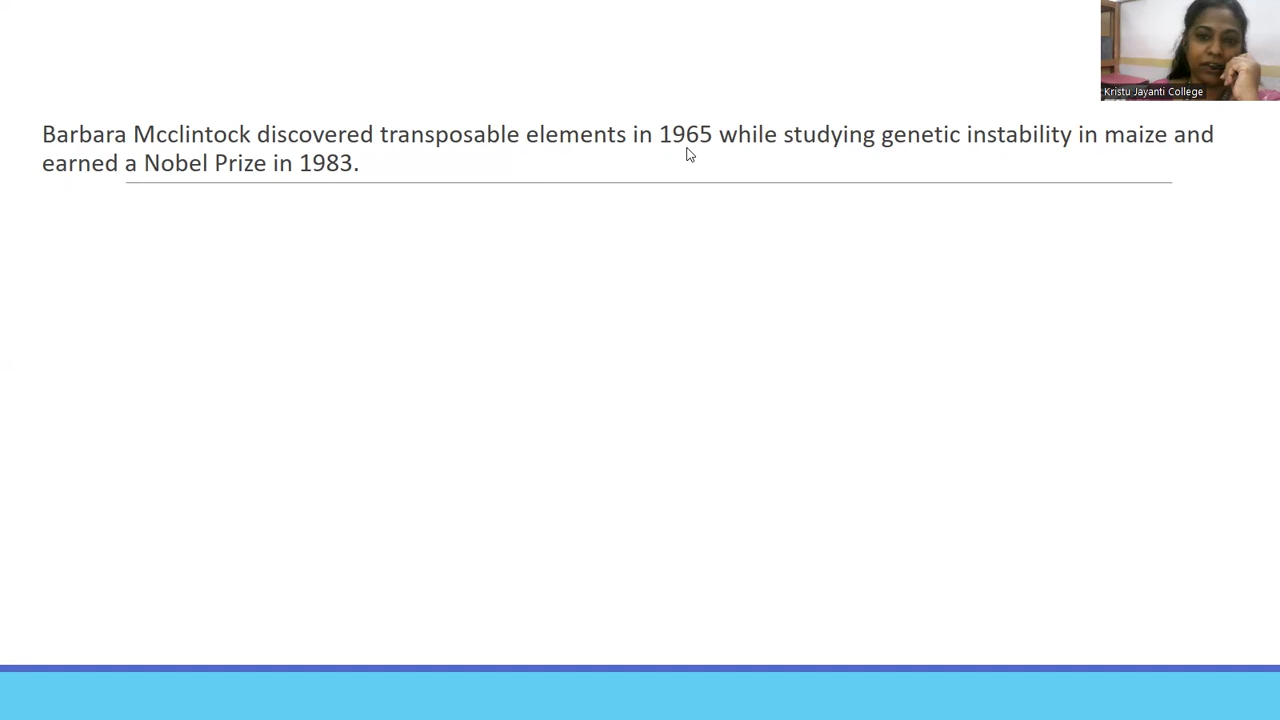 Kristu Jayanti College
Barbara Mcclintock discovered transposable elements in 1965 while studying genetic instability in maize and
earned a Nobel Prize in 1983.